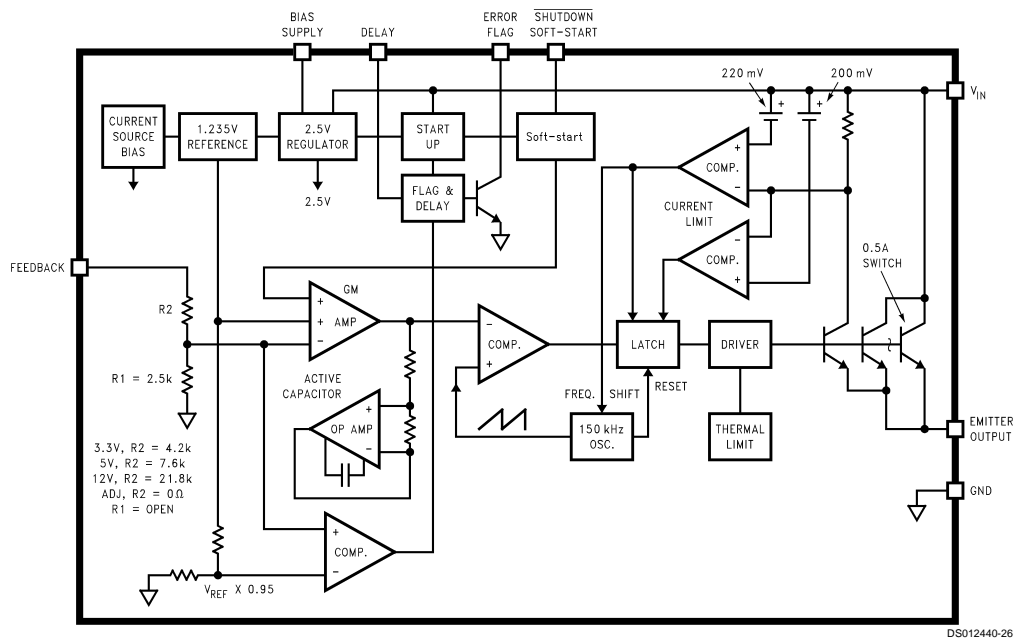 BIAS
SUPPLY
DELAY
ERROR
FLAG
SHUTDOWN
SOFT-START
220 mV
200 mV
VIN
CURRENT
SOURCE
BIAS
1.235V
REFERENCE
2.5V
REGULATOR
START
UP
Soft-start
2.5V
FLAG &
DELAY
+
COMP.
−
CURRENT
LIMIT
−
COMP.
+
0.5A
SWITCH
FEEDBACK
R2
R1 = 2.5k
GM
+
+
AMP
−
−
COMP.
+
LATCH
DRIVER
ACTIVE
CAPACITOR
+
OP AMP
−
FREQ. SHIFT
RESET
150 kHz
OSC.
THERMAL
LIMIT
EMITTER
OUTPUT
3.3V, R2 = 4.2k
5V, R2 = 7.6k
12V, R2 = 21.8k
ADJ, R2 = 0Ω
R1 = OPEN
GND
+
COMP.
−
VREF X 0.95
DS012440-26